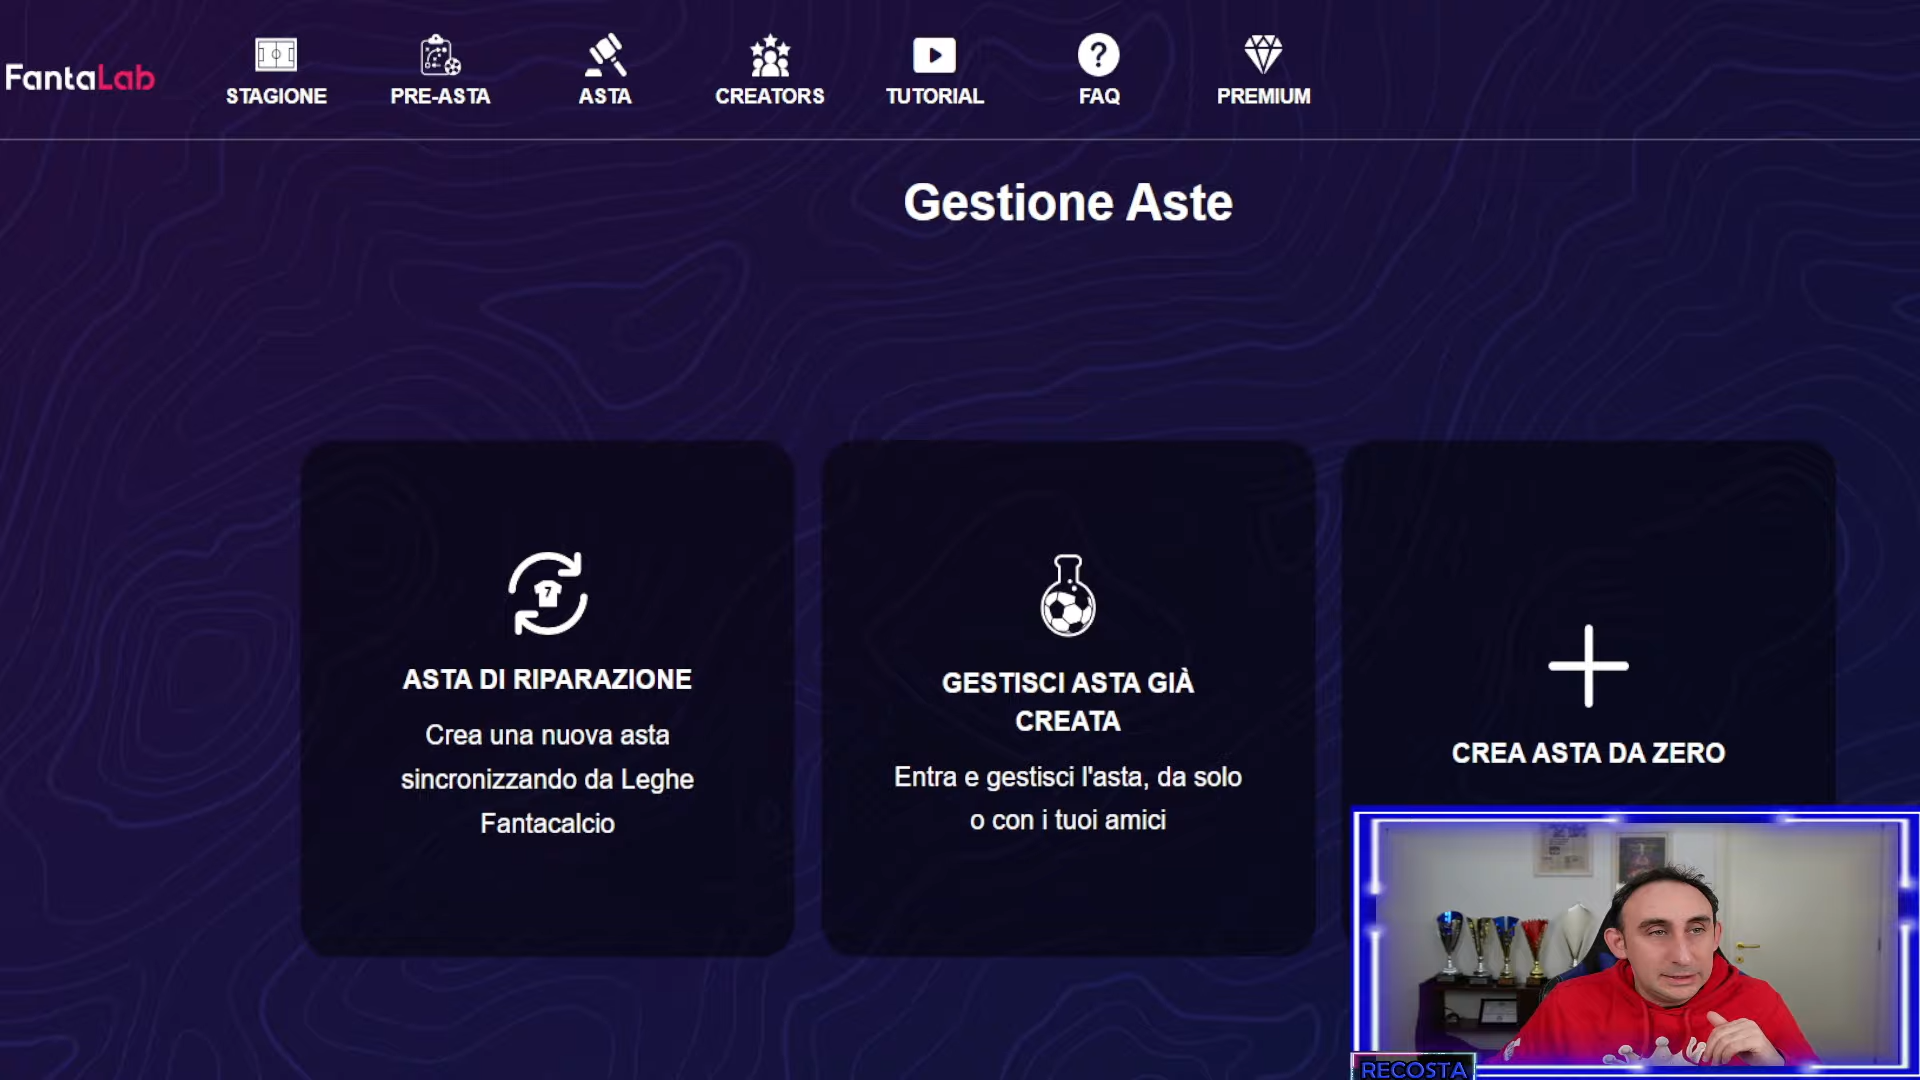 FantaLab
STAGIONE
PRE-ASTA
ASTA
CREATORS
TUTORIAL
FAQ
PREMIUM
Gestione Aste
7
ASTA DI RIPARAZIONE
Crea una nuova asta
sincronizzando da Leghe
Fantacalcio
GESTISCI ASTA GIÀ
CREATA
Entra e gestisci l'asta, da solo
o con i tuoi amici
CREA ASTA DA ZERO
RECOSTA